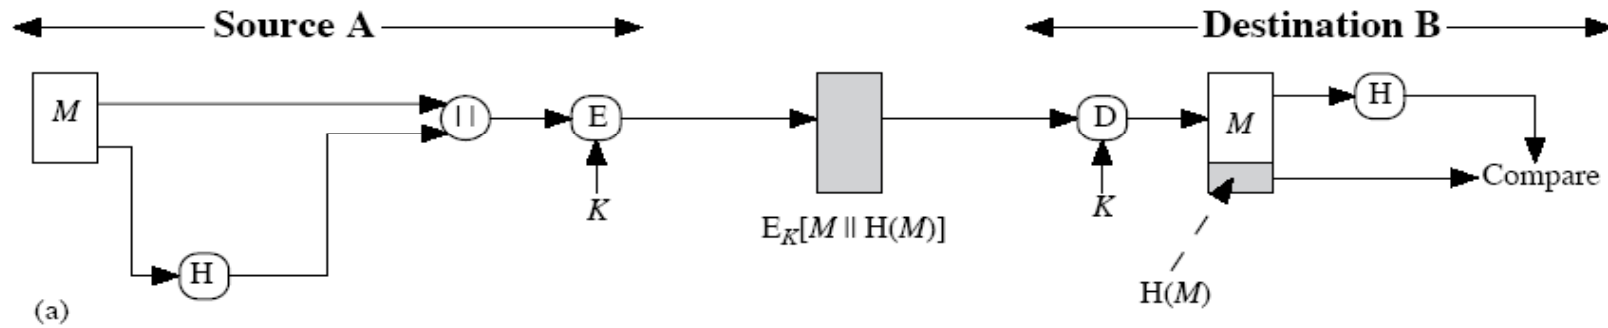 Source A Destination B
M || E D M H
Compare
K K
E_K[M || H(M)]
H
H(M)
(a)